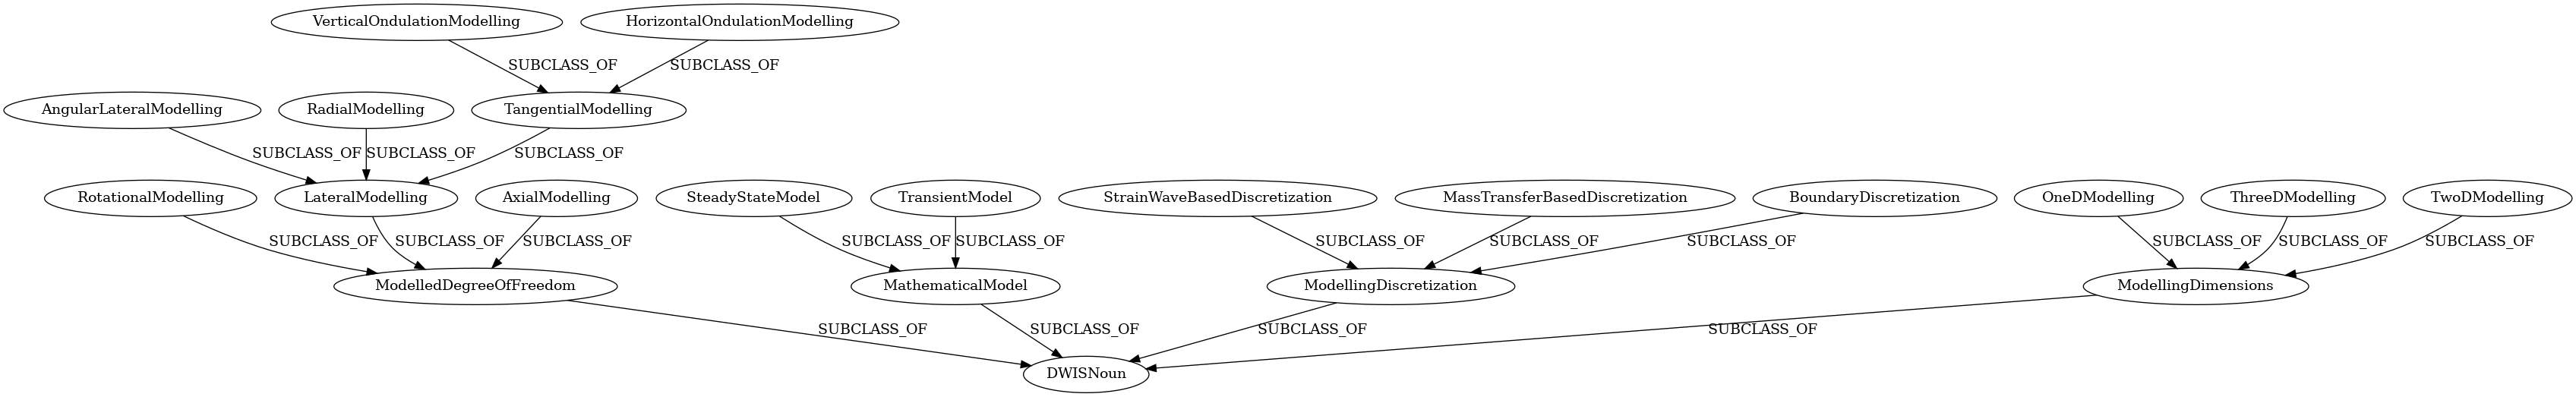 VerticalOndulationModelling
HorizontalOndulationModelling
SUBCLASS_OF
SUBCLASS_OF
AngularLateralModelling
RadialModelling
TangentialModelling
SUBCLASS_OF
SUBCLASS_OF
SUBCLASS_OF
RotationalModelling
LateralModelling
AxialModelling
SteadyStateModel
TransientModel
StrainWaveBasedDiscretization
MassTransferBasedDiscretization
BoundaryDiscretization
OneDModelling
ThreeDModelling
TwoDModelling
SUBCLASS_OF
SUBCLASS_OF
SUBCLASS_OF
SUBCLASS_OF
SUBCLASS_OF
SUBCLASS_OF
SUBCLASS_OF
SUBCLASS_OF
SUBCLASS_OF
SUBCLASS_OF
SUBCLASS_OF
ModelledDegreeOfFreedom
MathematicalModel
ModellingDiscretization
ModellingDimensions
SUBCLASS_OF
SUBCLASS_OF
SUBCLASS_OF
SUBCLASS_OF
DWISNoun